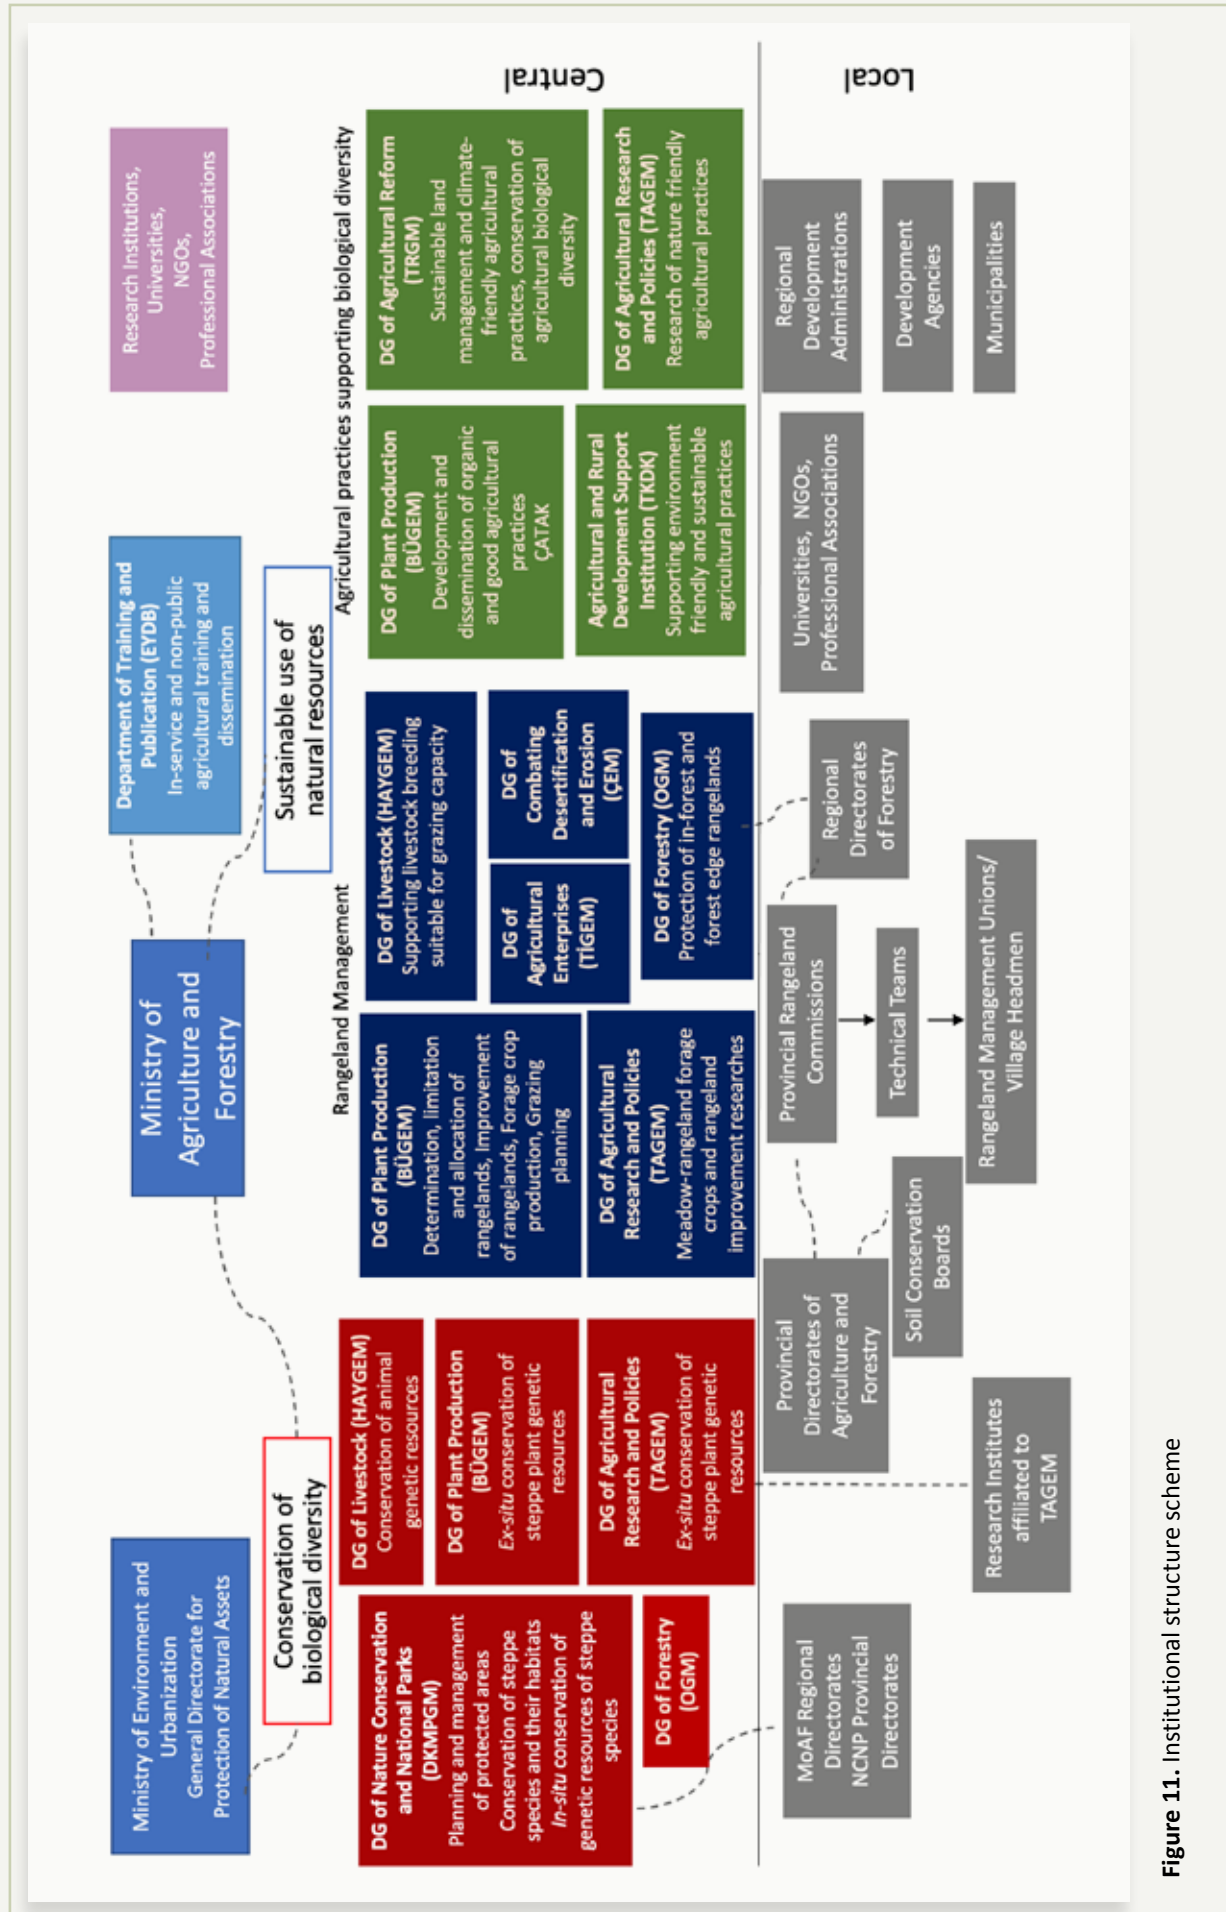 Ministry of Environment and
Urbanization
General Directorate for
Protection of Natural Assets
Ministry of
Agriculture and
Forestry
Department of Training and
Publication (EYDB)
In-service and non-public
agricultural training and
dissemination
Research Institutions,
Universities,
NGOs,
Professional Associations
Conservation of
biological diversity
Sustainable use of
natural resources
Rangeland Management
Agricultural practices supporting biological diversity
DG of Nature Conservation
and National Parks
(DKMPGM)
Planning and management
of protected areas
Conservation of steppe
species and their habitats
In-situ conservation of
genetic resources of steppe
species
DG of Forestry
(OGM)
DG of Livestock (HAYGEM)
Conservation of animal
genetic resources
DG of Plant Production
(BÜGEM)
Ex-situ conservation of
steppe plant genetic
resources
DG of Agricultural
Research and Policies
(TAGEM)
Ex-situ conservation of
steppe plant genetic
resources
DG of Plant Production
(BÜGEM)
Determination, limitation
and allocation of
rangelands, Improvement
of rangelands, Forage crop
production, Grazing
planning
DG of Agricultural
Research and Policies
(TAGEM)
Meadow-rangeland forage
crops and rangeland
improvement researches
DG of Livestock (HAYGEM)
Supporting livestock breeding
suitable for grazing capacity
DG of
Agricultural
Enterprises
(TİGEM)
DG of
Combating
Desertification
and Erosion
(ÇEM)
DG of Forestry (OGM)
Protection of in-forest and
forest edge rangelands
DG of Plant Production
(BÜGEM)
Development and
dissemination of organic
and good agricultural
practices
ÇATAK
Agricultural and Rural
Development Support
Institution (TKDK)
Supporting environment
friendly and sustainable
agricultural practices
DG of Agricultural Reform
(TRGM)
Sustainable land
management and climate-
friendly agricultural
practices, conservation of
agricultural biological
diversity
DG of Agricultural Research
and Policies (TAGEM)
Research of nature friendly
agricultural practices
Central
Local
MoAF Regional
Directorates
NCNP Provincial
Directorates
Research Institutes
affiliated to
TAGEM
Provincial
Directorates of
Agriculture and
Forestry
Soil Conservation
Boards
Provincial Rangeland
Commissions
Technical Teams
Rangeland Management Unions/
Village Headmen
Regional
Directorates
of Forestry
Universities, NGOs,
Professional Associations
Regional
Development
Administrations
Development
Agencies
Municipalities
Figure 11. Institutional structure scheme